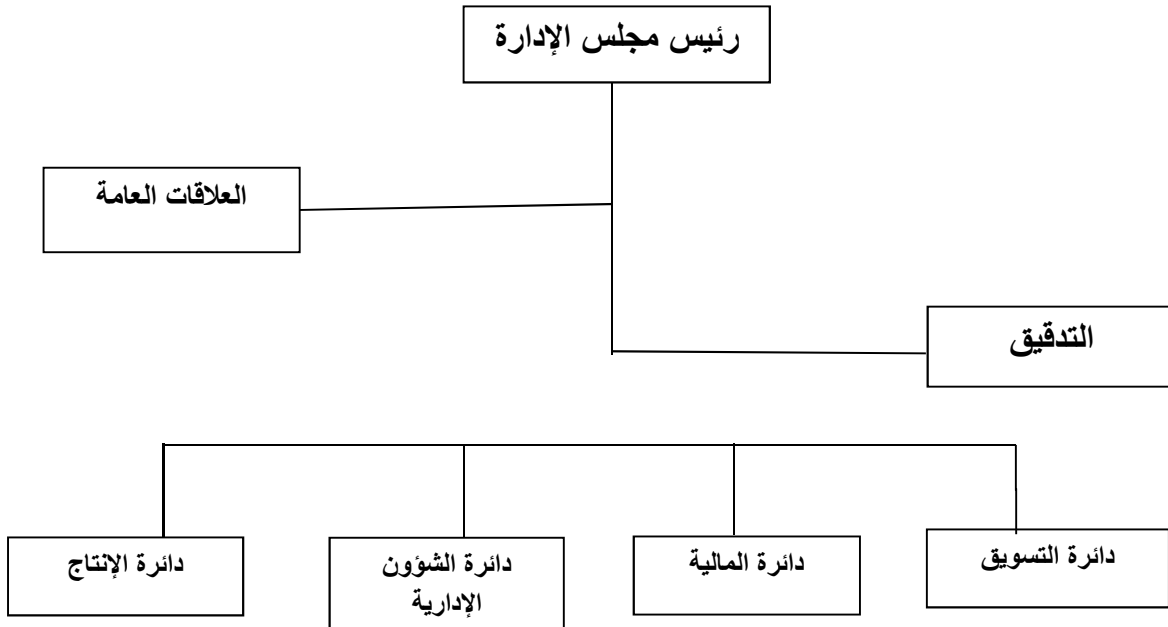 رئيس مجلس الإدارة
العلاقات العامة
التدقيق
دائرة التسويق
دائرة المالية
دائرة الشؤون
الإدارية
دائرة الإنتاج